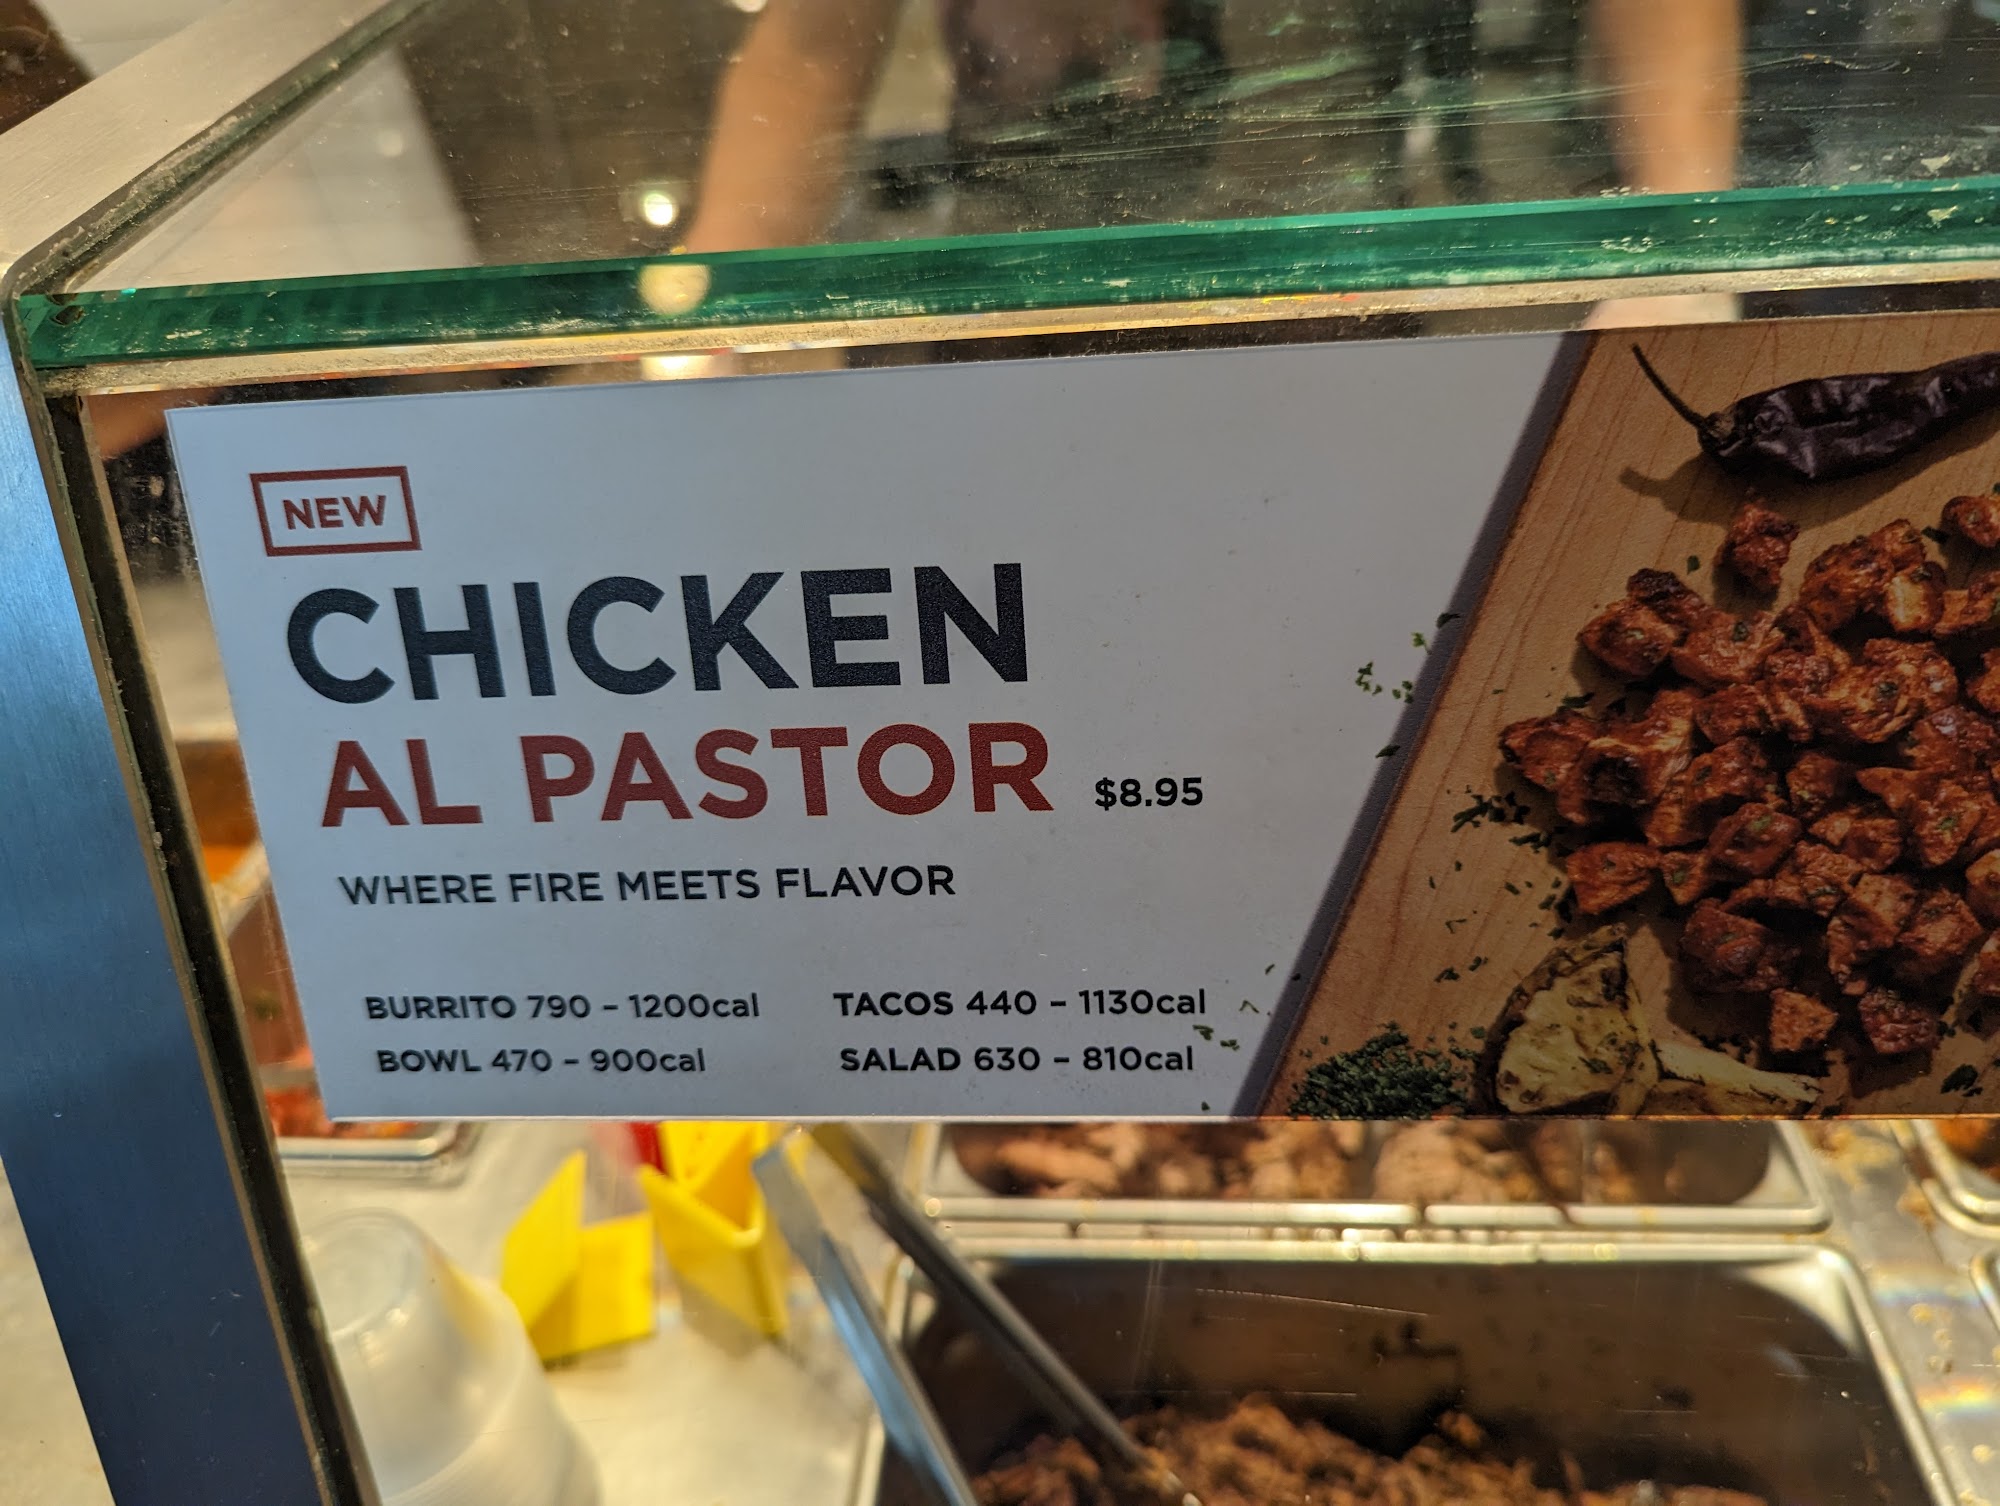 NEW
CHICKEN
AL PASTOR $8.95
WHERE FIRE MEETS FLAVOR
BURRITO 790 – 1200cal TACOS 440 – 1130cal
BOWL 470 – 900cal SALAD 630 – 810cal